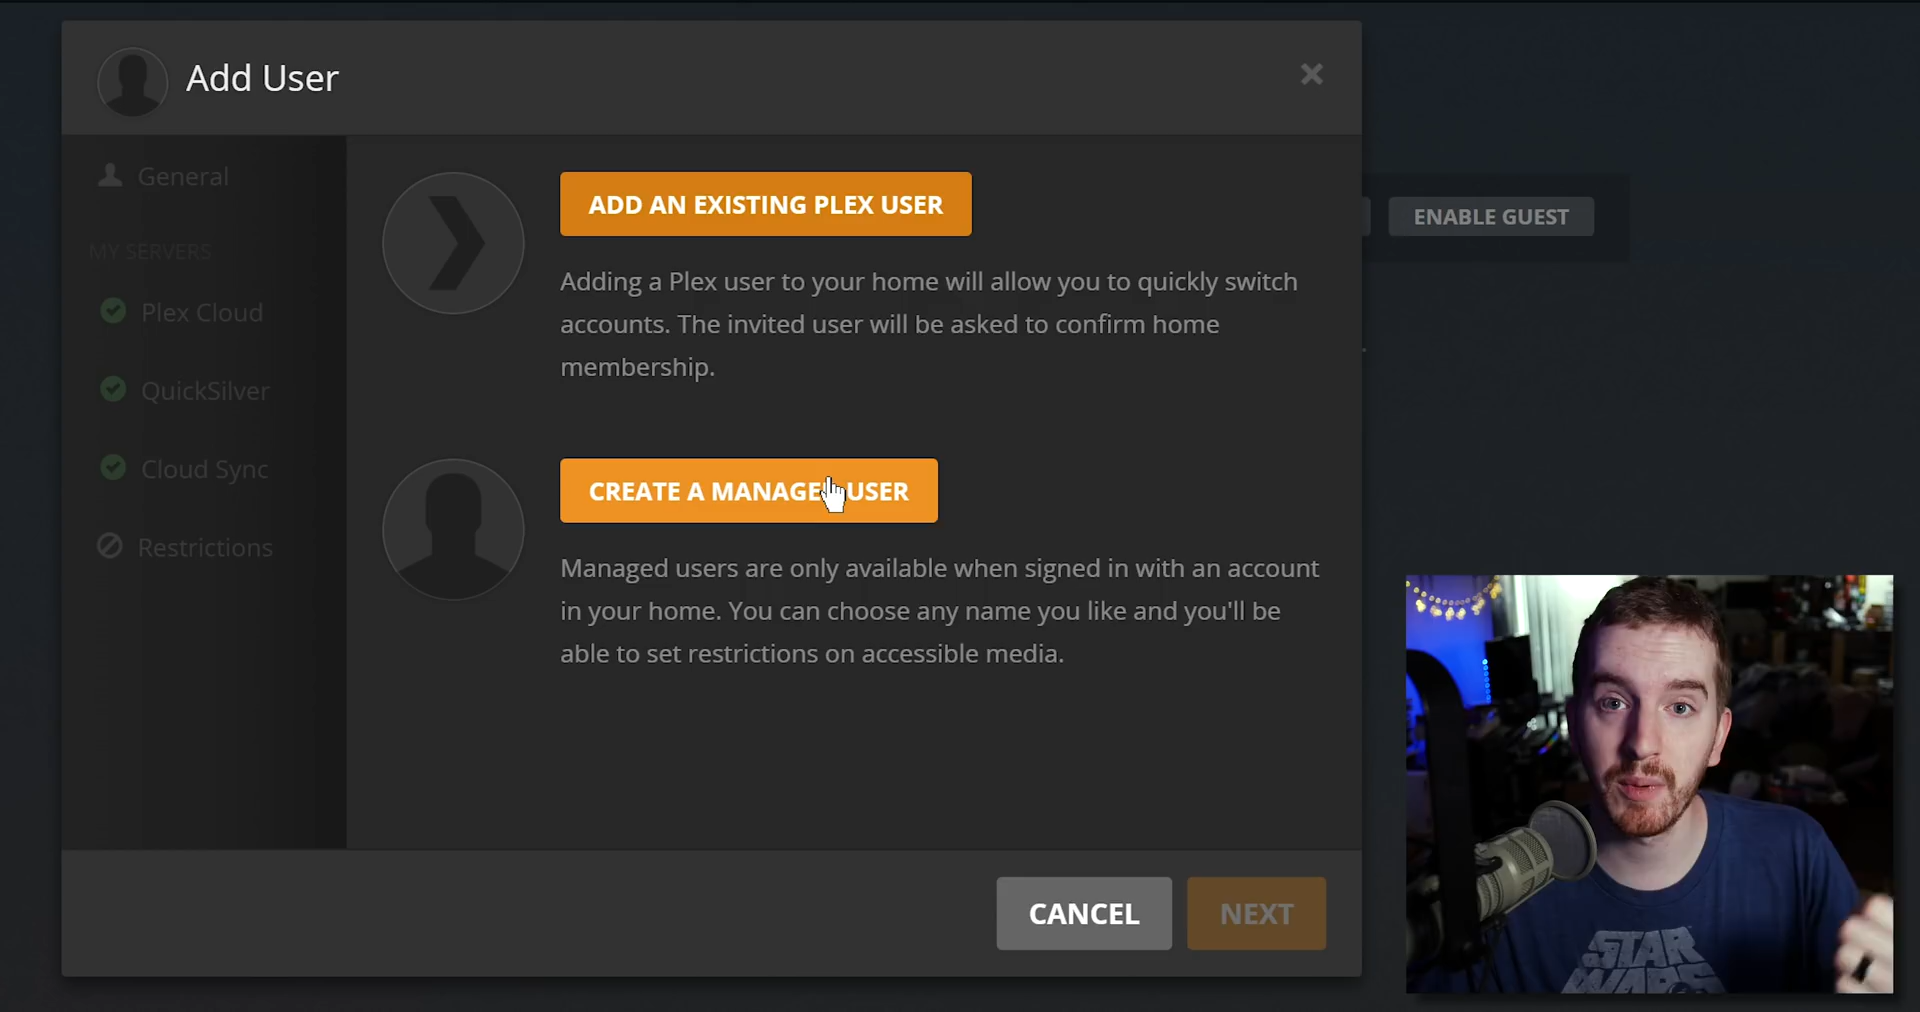 Add User
General
MY SERVERS
Plex Cloud
QuickSilver
Cloud Sync
Restrictions
ADD AN EXISTING PLEX USER
Adding a Plex user to your home will allow you to quickly switch
accounts. The invited user will be asked to confirm home
membership.
CREATE A MANAGED USER
Managed users are only available when signed in with an account
in your home. You can choose any name you like and you'll be
able to set restrictions on accessible media.
CANCEL
NEXT
ENABLE GUEST
STAR
WARS